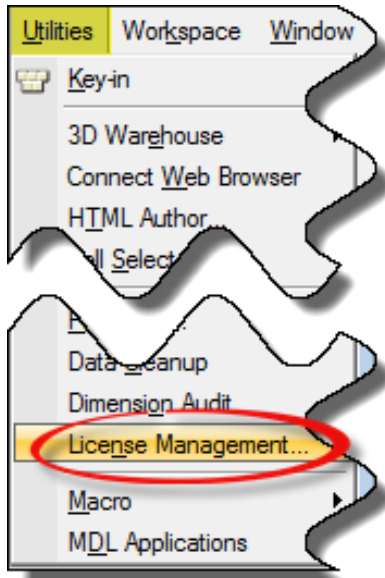 Utilities Workspace Window
Key-in
3D Warehouse
Connect Web Browser
HTML Author
Select
Data Cleanup
Dimension Audit
License Management...
Macro
MDL Applications